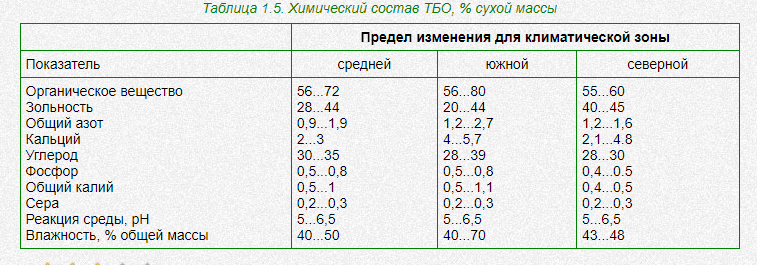 Таблица 1.5. Химический состав ТБО, % сухой массы
Предел изменения для климатической зоны
Показатель средней южной северной
Органическое вещество 56...72 56...80 55...60
Зольность 28...44 20...44 40...45
Общий азот 0,9...1,9 1,2...2,7 1,2...1,6
Кальций 2...3 4...5,7 2,1...4.8
Углерод 30...35 28...39 28...30
Фосфор 0,5...0,8 0,5...0,8 0,4...0.5
Общий калий 0,5...1 0,5...1,1 0,4...0,5
Сера 0,2...0,3 0,2...0,3 0,2...0,3
Реакция среды, pH 5...6,5 5...6,5 5...6,5
Влажность, % общей массы 40...50 40...70 43...48